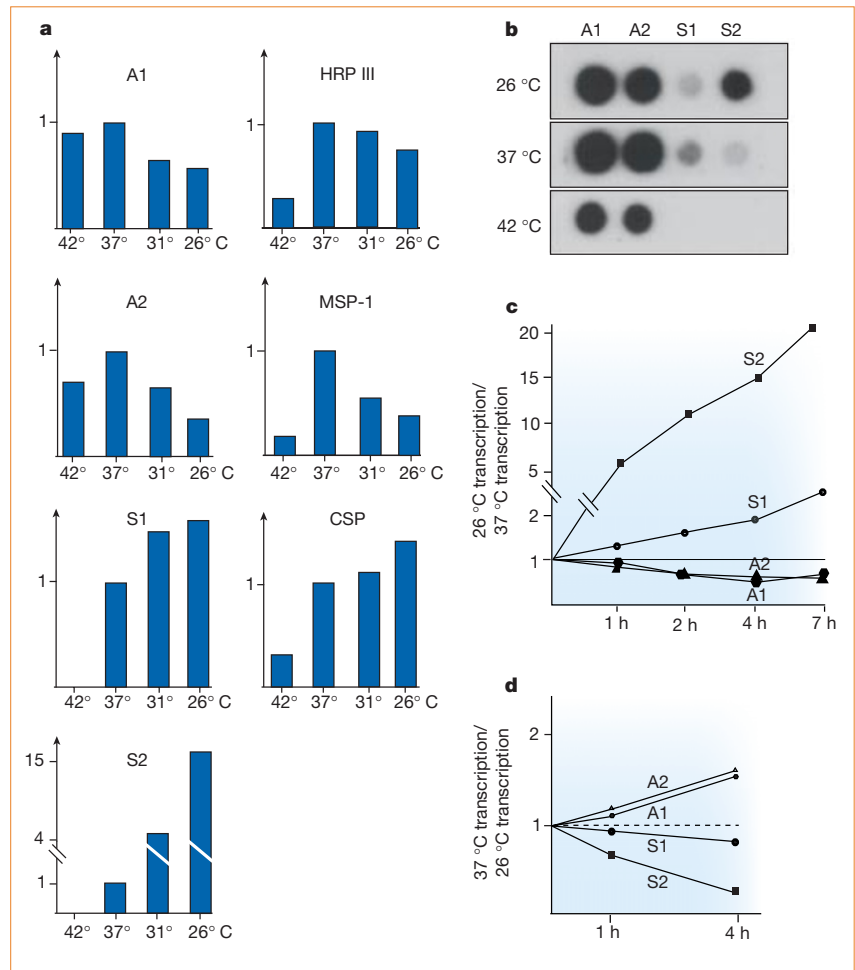 a
A1
1
42° 37° 31° 26° C
HRP III
1
42° 37° 31° 26° C
A2
1
42° 37° 31° 26° C
MSP-1
1
42° 37° 31° 26° C
S1
1
42° 37° 31° 26° C
CSP
1
42° 37° 31° 26° C
S2
15
4
1
42° 37° 31° 26° C
b
A1 A2 S1 S2
26 °C
37 °C
42 °C
c
26 °C transcription/
37 °C transcription
20
15
10
5
2
1
S2
S1
A2
A1
1 h 2 h 4 h 7 h
d
37 °C transcription/
26 °C transcription
2
1
A2
A1
S1
S2
1 h 4 h